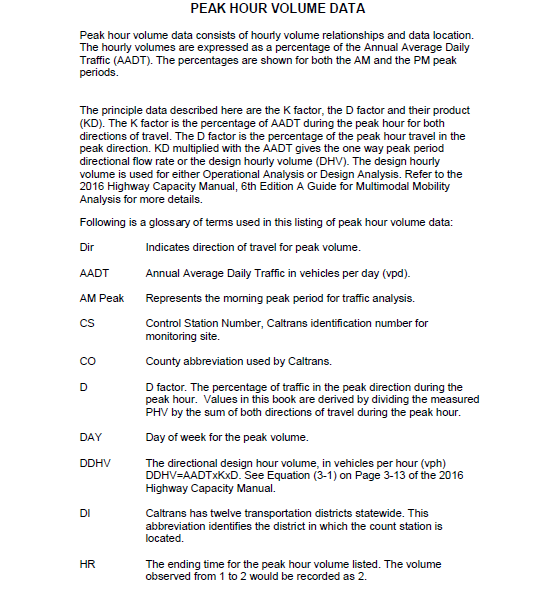 PEAK HOUR VOLUME DATA
Peak hour volume data consists of hourly volume relationships and data location.
The hourly volumes are expressed as a percentage of the Annual Average Daily
Traffic (AADT). The percentages are shown for both the AM and the PM peak
periods.
The principle data described here are the K factor, the D factor and their product
(KD). The K factor is the percentage of AADT during the peak hour for both
directions of travel. The D factor is the percentage of the peak hour travel in the
peak direction. KD multiplied with the AADT gives the one way peak period
directional flow rate or the design hourly volume (DHV). The design hourly
volume is used for either Operational Analysis or Design Analysis. Refer to the
2016 Highway Capacity Manual, 6th Edition A Guide for Multimodal Mobility
Analysis for more details.
Following is a glossary of terms used in this listing of peak hour volume data:
Dir Indicates direction of travel for peak volume.
AADT Annual Average Daily Traffic in vehicles per day (vpd).
AM Peak Represents the morning peak period for traffic analysis.
CS Control Station Number, Caltrans identification number for
monitoring site.
CO County abbreviation used by Caltrans.
D D factor. The percentage of traffic in the peak direction during the
peak hour. Values in this book are derived by dividing the measured
PHV by the sum of both directions of travel during the peak hour.
DAY Day of week for the peak volume.
DDHV The directional design hour volume, in vehicles per hour (vph)
DDHV=AADTxKxD. See Equation (3-1) on Page 3-13 of the 2016
Highway Capacity Manual.
DI Caltrans has twelve transportation districts statewide. This
abbreviation identifies the district in which the count station is
located.
HR The ending time for the peak hour volume listed. The volume
observed from 1 to 2 would be recorded as 2.